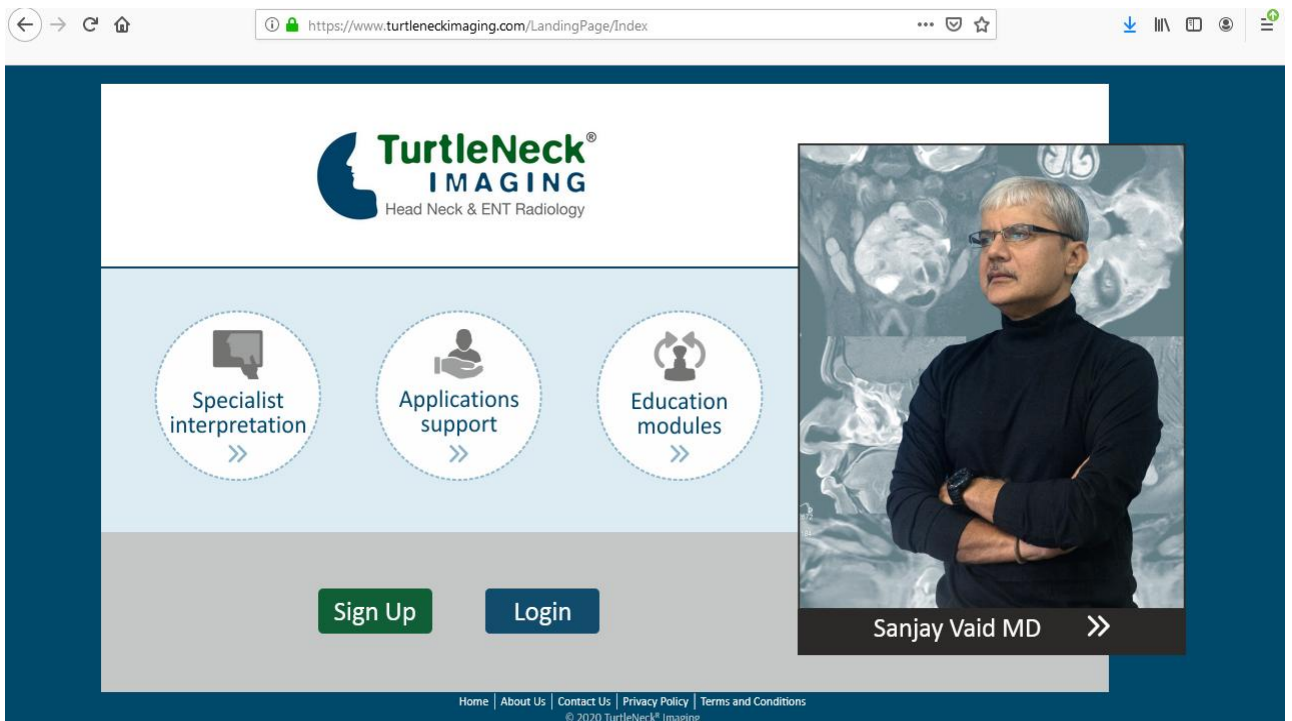 https://www.turtleneckimaging.com/LandingPage/Index
TurtleNeck®
IMAGING
Head Neck & ENT Radiology
Specialist
interpretation
Applications
support
Education
modules
Sign Up
Login
Sanjay Vaid MD
Home | About Us | Contact Us | Privacy Policy | Terms and Conditions
© 2020 TurtleNeck® Imaging